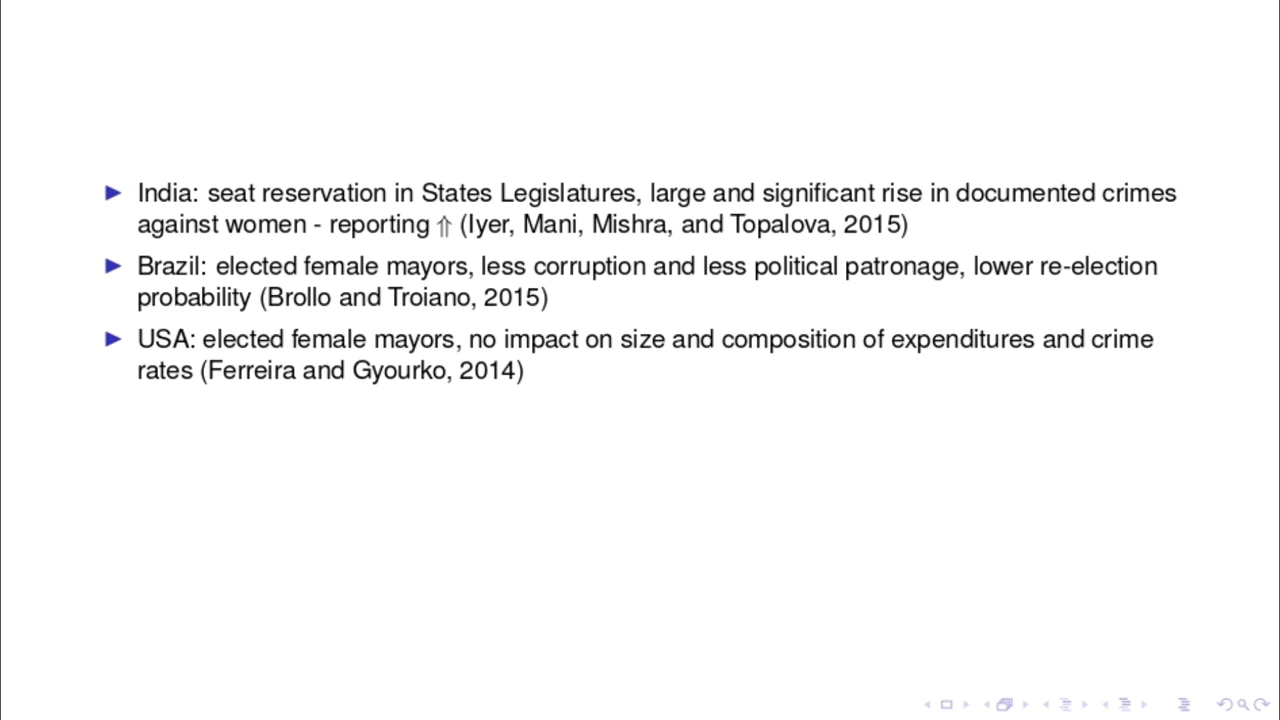 ▶ India: seat reservation in States Legislatures, large and significant rise in documented crimes
against women - reporting ⇑ (Iyer, Mani, Mishra, and Topalova, 2015)
▶ Brazil: elected female mayors, less corruption and less political patronage, lower re-election
probability (Brollo and Troiano, 2015)
▶ USA: elected female mayors, no impact on size and composition of expenditures and crime
rates (Ferreira and Gyourko, 2014)